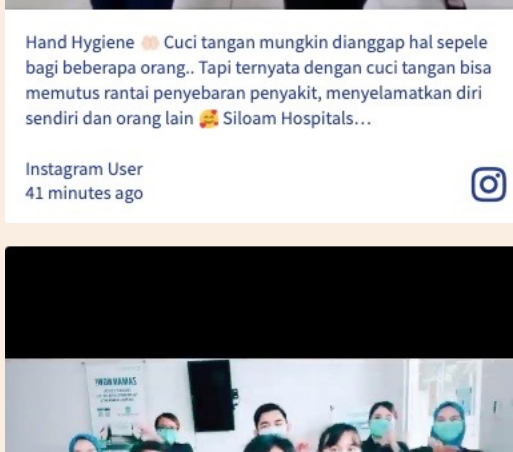 Hand Hygiene 🤲🏻 Cuci tangan mungkin dianggap hal sepele
bagi beberapa orang.. Tapi ternyata dengan cuci tangan bisa
memutus rantai penyebaran penyakit, menyelamatkan diri
sendiri dan orang lain 🥰 Siloam Hospitals...
Instagram User
41 minutes ago